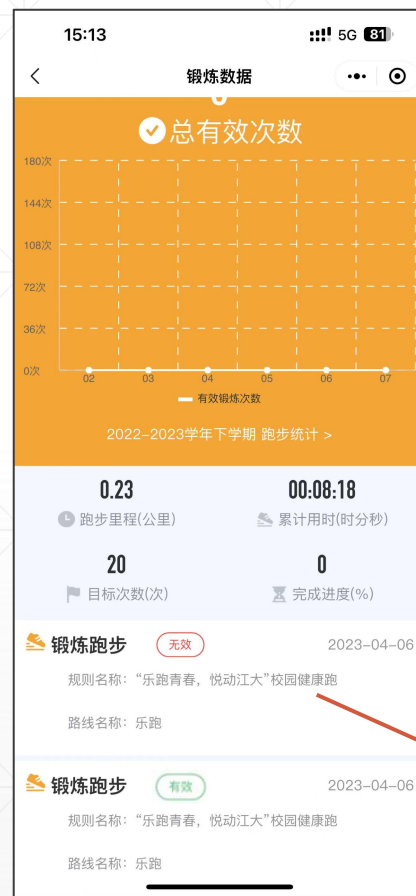 15:13
5G 81
锻炼数据
总有效次数
180次
144次
108次
72次
36次
0次
02 03 04 05 06 07
有效锻炼次数
2022-2023学年下学期 跑步统计 >
0.23 00:08:18
跑步里程(公里) 累计用时(时分秒)
20 0
目标次数(次) 完成进度(%)
锻炼跑步 无效 2023-04-06
规则名称：“乐跑青春，悦动江大”校园健康跑
路线名称：乐跑
锻炼跑步 有效 2023-04-06
规则名称：“乐跑青春，悦动江大”校园健康跑
路线名称：乐跑